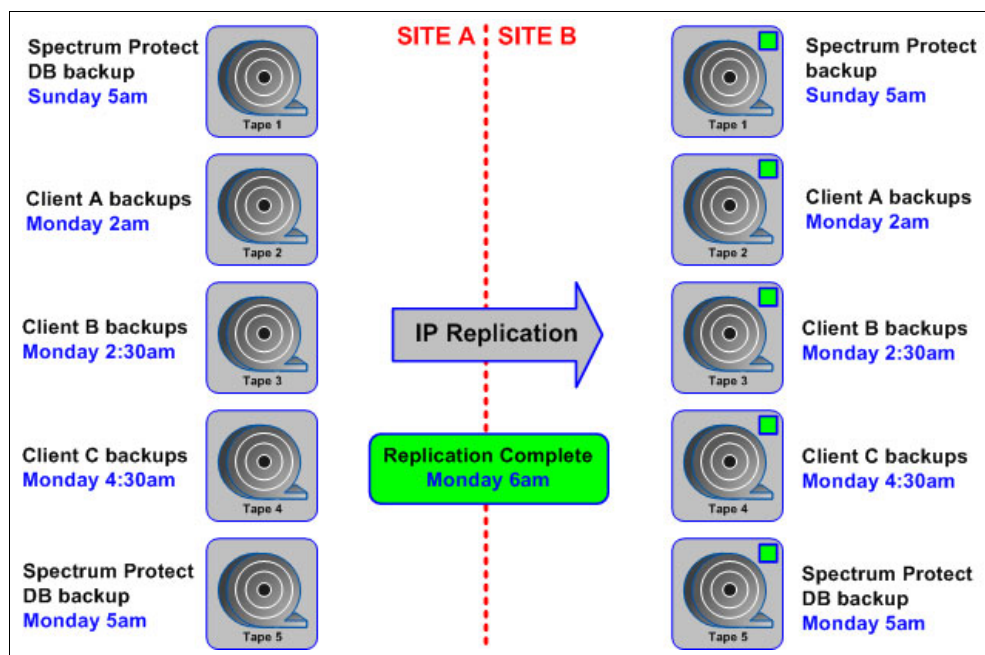 SITE A SITE B
Spectrum Protect
DB backup
Sunday 5am
Tape 1
Tape 1
Spectrum Protect
backup
Sunday 5am
Client A backups
Monday 2am
Tape 2
Tape 2
Client A backups
Monday 2am
Client B backups
Monday 2:30am
Tape 3
IP Replication
Tape 3
Client B backups
Monday 2:30am
Client C backups
Monday 4:30am
Tape 4
Replication Complete
Monday 6am
Tape 4
Client C backups
Monday 4:30am
Spectrum Protect
DB backup
Monday 5am
Tape 5
Tape 5
Spectrum Protect
DB backup
Monday 5am